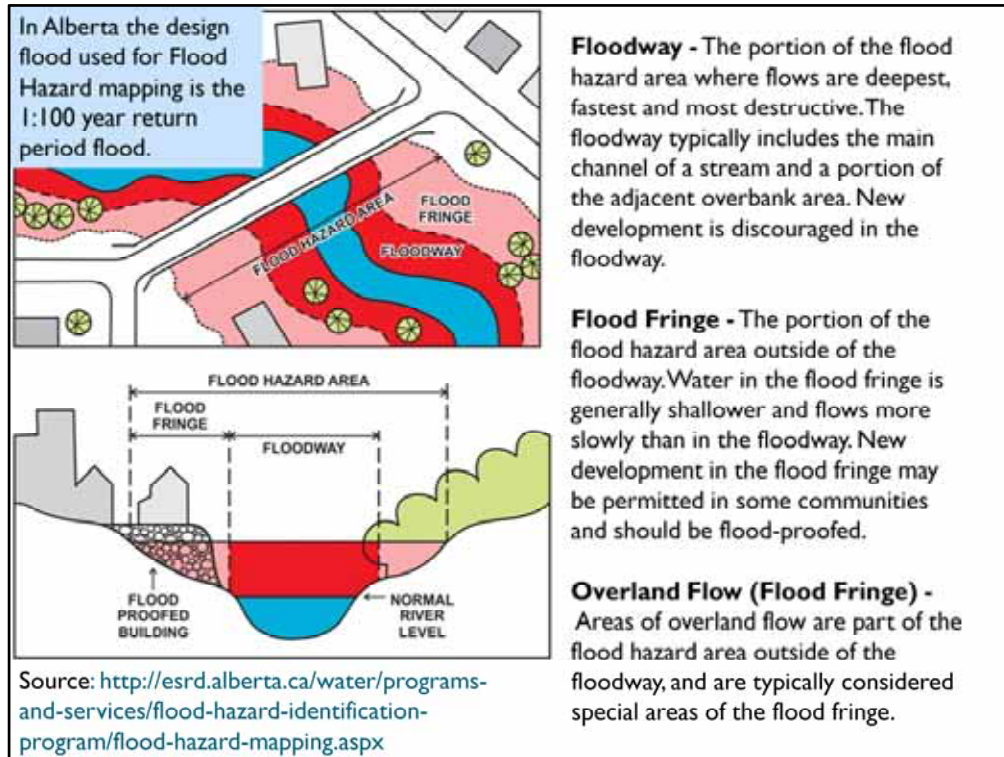 In Alberta the design
flood used for Flood
Hazard mapping is the
1:100 year return
period flood.
FLOOD
FRINGE
FLOOD HAZARD AREA
FLOODWAY
FLOOD HAZARD AREA
FLOOD
FRINGE
FLOODWAY
FLOOD
PROOFED
BUILDING
NORMAL
RIVER
LEVEL
Source: http://esrd.alberta.ca/water/programs-
and-services/flood-hazard-identification-
program/flood-hazard-mapping.aspx
Floodway - The portion of the flood
hazard area where flows are deepest,
fastest and most destructive. The
floodway typically includes the main
channel of a stream and a portion of
the adjacent overbank area. New
development is discouraged in the
floodway.
Flood Fringe - The portion of the
flood hazard area outside of the
floodway. Water in the flood fringe is
generally shallower and flows more
slowly than in the floodway. New
development in the flood fringe may
be permitted in some communities
and should be flood-proofed.
Overland Flow (Flood Fringe) -
Areas of overland flow are part of the
flood hazard area outside of the
floodway, and are typically considered
special areas of the flood fringe.